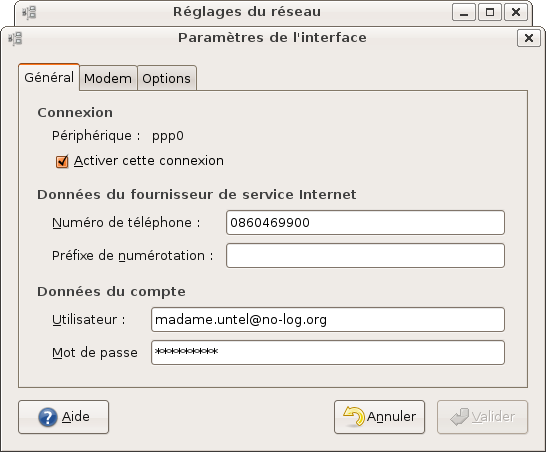 Réglages du réseau
Paramètres de l'interface
Général Modem Options
Connexion
Périphérique : ppp0
Activer cette connexion
Données du fournisseur de service Internet
Numéro de téléphone : 0860469900
Préfixe de numérotation :
Données du compte
Utilisateur : madame.untel@no-log.org
Mot de passe *********
Aide Annuler Valider